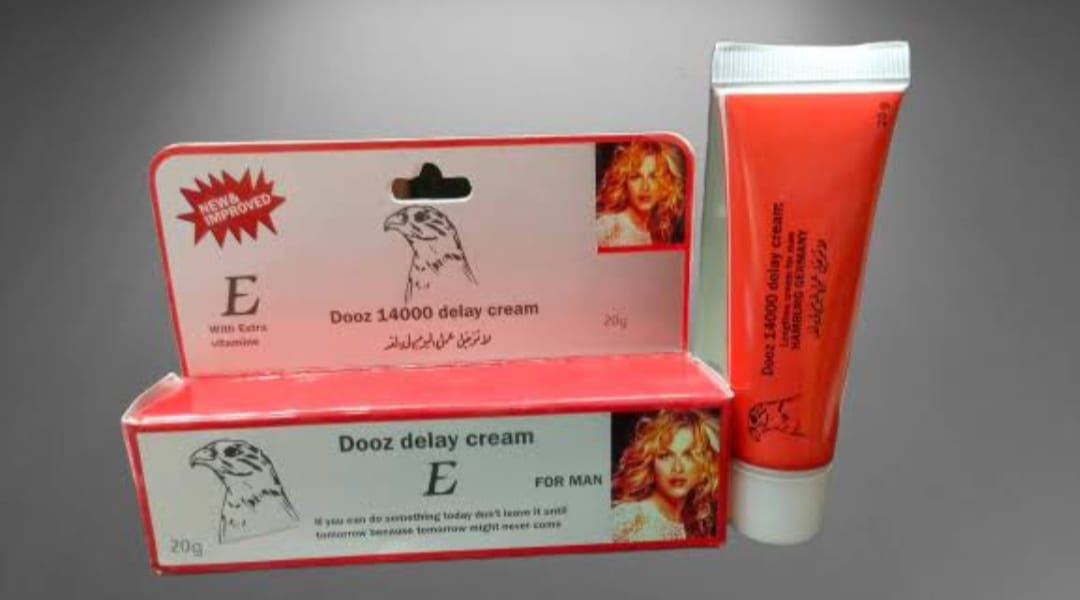 NEW&
IMPROVED
E
With Extra
vitamine
Dooz 14000 delay cream
20g
Dooz delay cream
E
FOR MAN
if you can do something today don't leave it until
tomorrow because tomorrow might never come
20g
20 g
Dooz 14000 delay cream
HAMBURG GERMANY